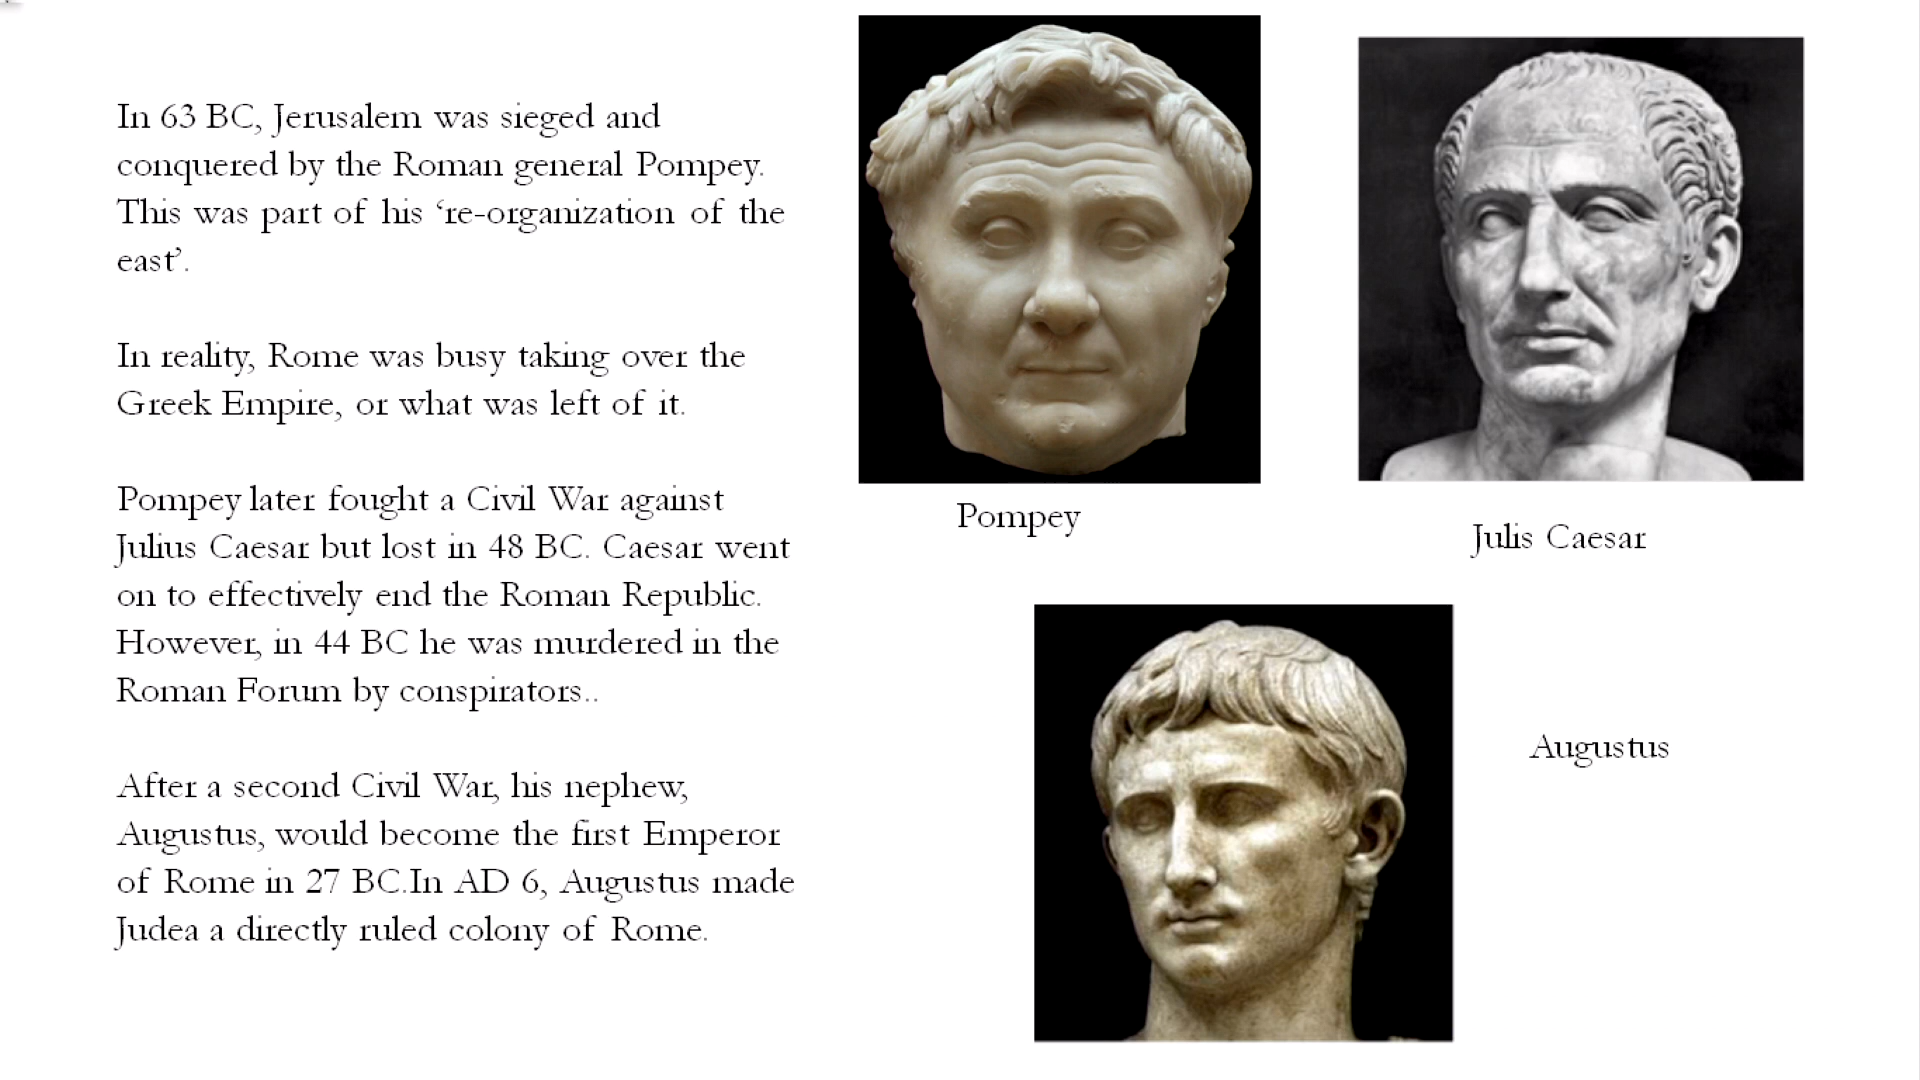 In 63 BC, Jerusalem was sieged and
conquered by the Roman general Pompey.
This was part of his ‘re-organization of the
east’.
In reality, Rome was busy taking over the
Greek Empire, or what was left of it.
Pompey later fought a Civil War against
Julius Caesar but lost in 48 BC. Caesar went
on to effectively end the Roman Republic.
However, in 44 BC he was murdered in the
Roman Forum by conspirators..
After a second Civil War, his nephew,
Augustus, would become the first Emperor
of Rome in 27 BC.In AD 6, Augustus made
Judea a directly ruled colony of Rome.
Pompey
Julis Caesar
Augustus